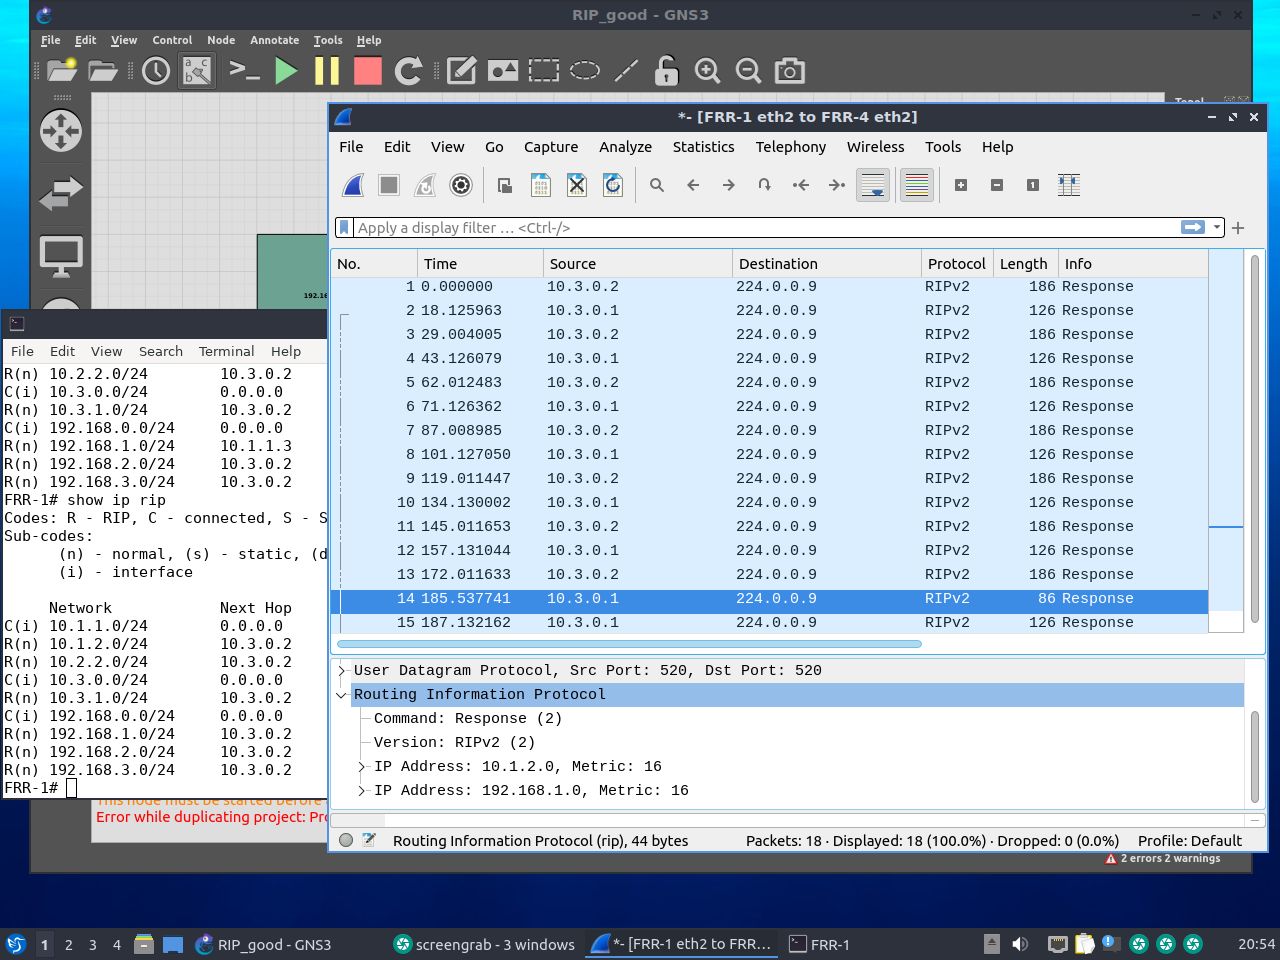 RIP_good - GNS3
File Edit View Control Node Annotate Tools Help
*- [FRR-1 eth2 to FRR-4 eth2]
File Edit View Go Capture Analyze Statistics Telephony Wireless Tools Help
Apply a display filter … <Ctrl-/>
No. Time Source Destination Protocol Length Info
1 0.000000 10.3.0.2 224.0.0.9 RIPv2 186 Response
2 18.125963 10.3.0.1 224.0.0.9 RIPv2 126 Response
3 29.004005 10.3.0.2 224.0.0.9 RIPv2 186 Response
4 43.126079 10.3.0.1 224.0.0.9 RIPv2 126 Response
5 62.012483 10.3.0.2 224.0.0.9 RIPv2 186 Response
6 71.126362 10.3.0.1 224.0.0.9 RIPv2 126 Response
7 87.008985 10.3.0.2 224.0.0.9 RIPv2 186 Response
8 101.127050 10.3.0.1 224.0.0.9 RIPv2 126 Response
9 119.011447 10.3.0.2 224.0.0.9 RIPv2 186 Response
10 134.130002 10.3.0.1 224.0.0.9 RIPv2 126 Response
11 145.011653 10.3.0.2 224.0.0.9 RIPv2 186 Response
12 157.131044 10.3.0.1 224.0.0.9 RIPv2 126 Response
13 172.011633 10.3.0.2 224.0.0.9 RIPv2 186 Response
14 185.537741 10.3.0.1 224.0.0.9 RIPv2 86 Response
15 187.132162 10.3.0.1 224.0.0.9 RIPv2 126 Response
User Datagram Protocol, Src Port: 520, Dst Port: 520
Routing Information Protocol
Command: Response (2)
Version: RIPv2 (2)
IP Address: 10.1.2.0, Metric: 16
IP Address: 192.168.1.0, Metric: 16
Routing Information Protocol (rip), 44 bytes Packets: 18 · Displayed: 18 (100.0%) · Dropped: 0 (0.0%) Profile: Default
File Edit View Search Terminal Help
R(n) 10.2.2.0/24 10.3.0.2
C(i) 10.3.0.0/24 0.0.0.0
R(n) 10.3.1.0/24 10.3.0.2
C(i) 192.168.0.0/24 0.0.0.0
R(n) 192.168.1.0/24 10.1.1.3
R(n) 192.168.2.0/24 10.3.0.2
R(n) 192.168.3.0/24 10.3.0.2
FRR-1# show ip rip
Codes: R - RIP, C - connected, S - S
Sub-codes:
(n) - normal, (s) - static, (d
(i) - interface
Network Next Hop
C(i) 10.1.1.0/24 0.0.0.0
R(n) 10.1.2.0/24 10.3.0.2
R(n) 10.2.2.0/24 10.3.0.2
C(i) 10.3.0.0/24 0.0.0.0
R(n) 10.3.1.0/24 10.3.0.2
C(i) 192.168.0.0/24 0.0.0.0
R(n) 192.168.1.0/24 10.3.0.2
R(n) 192.168.2.0/24 10.3.0.2
R(n) 192.168.3.0/24 10.3.0.2
FRR-1#
This node must be started before
Error while duplicating project: Pro
2 errors 2 warnings
1 2 3 4 RIP_good - GNS3 screengrab - 3 windows *- [FRR-1 eth2 to FRR... FRR-1 20:54